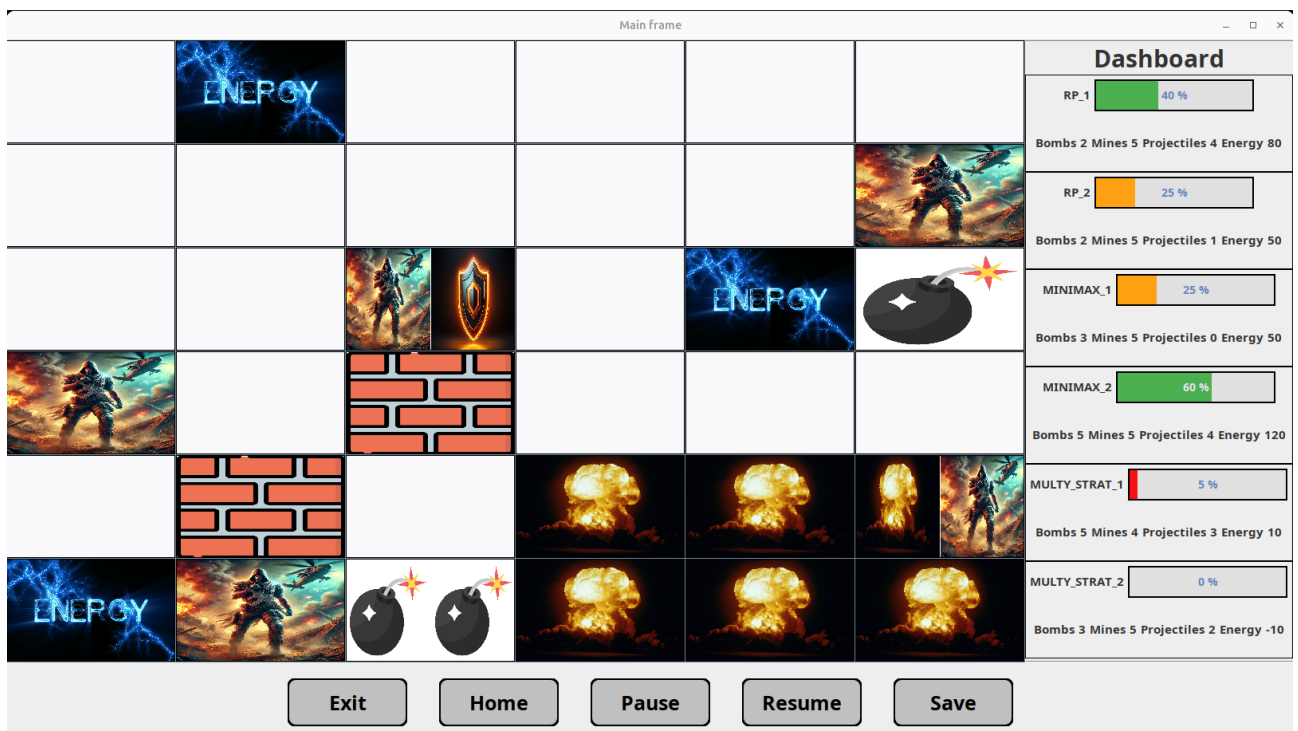 Main frame
ENERGY
ENERGY
ENERGY
Dashboard
RP_1 40 %
Bombs 2 Mines 5 Projectiles 4 Energy 80
RP_2 25 %
Bombs 2 Mines 5 Projectiles 1 Energy 50
MINIMAX_1 25 %
Bombs 3 Mines 5 Projectiles 0 Energy 50
MINIMAX_2 60 %
Bombs 5 Mines 5 Projectiles 4 Energy 120
MULTY_STRAT_1 5 %
Bombs 5 Mines 4 Projectiles 3 Energy 10
MULTY_STRAT_2 0 %
Bombs 3 Mines 5 Projectiles 2 Energy -10
Exit Home Pause Resume Save